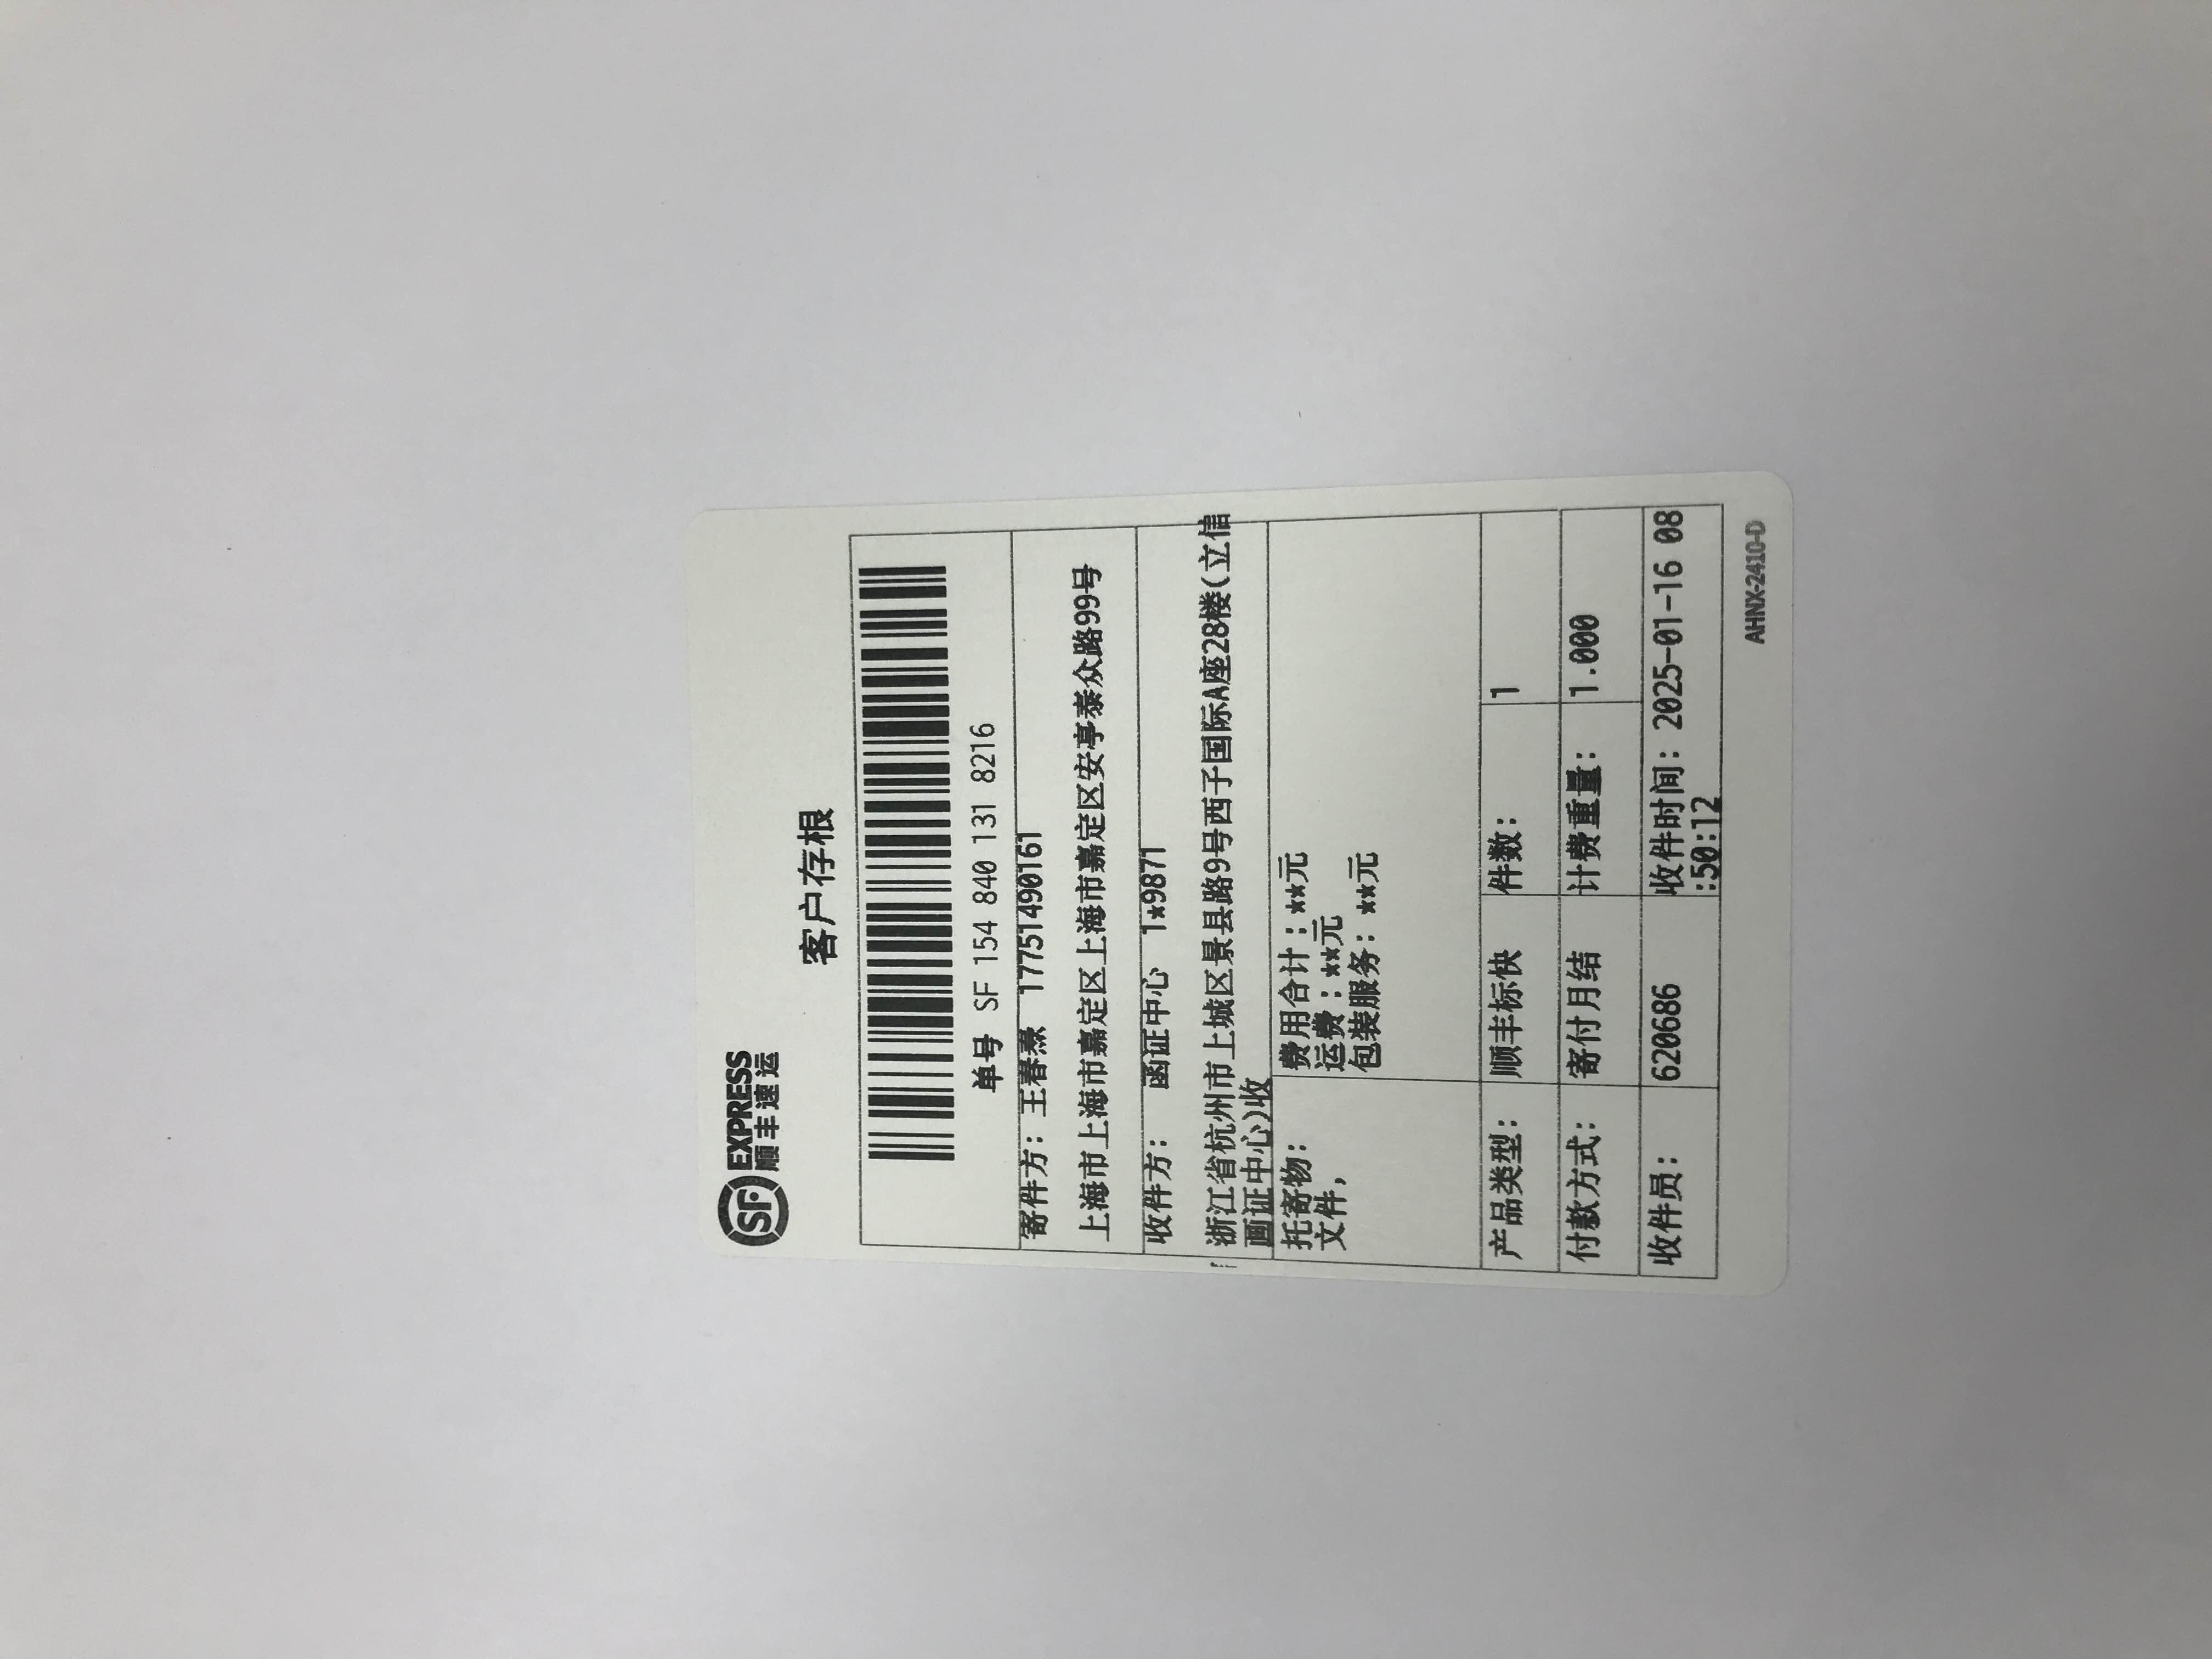 SF EXPRESS
顺丰速运
客户存根
单号 SF 154 840 131 8216
寄件方: 王春燕 17751490161
上海市上海市嘉定区上海市嘉定区安亭泰众路99号
收件方: 函证中心 1*9871
浙江省杭州市上城区景昙路9号西子国际A座28楼(立信
函证中心)收
托寄物:
文件,
费用合计:**元
运费:**元
包装服务: **元
产品类型: 顺丰标快 件数: 1
付款方式: 寄付月结 计费重量: 1.000
收件员: 620686 收件时间: 2025-01-16 08
:50:12
AHNX-2410-D